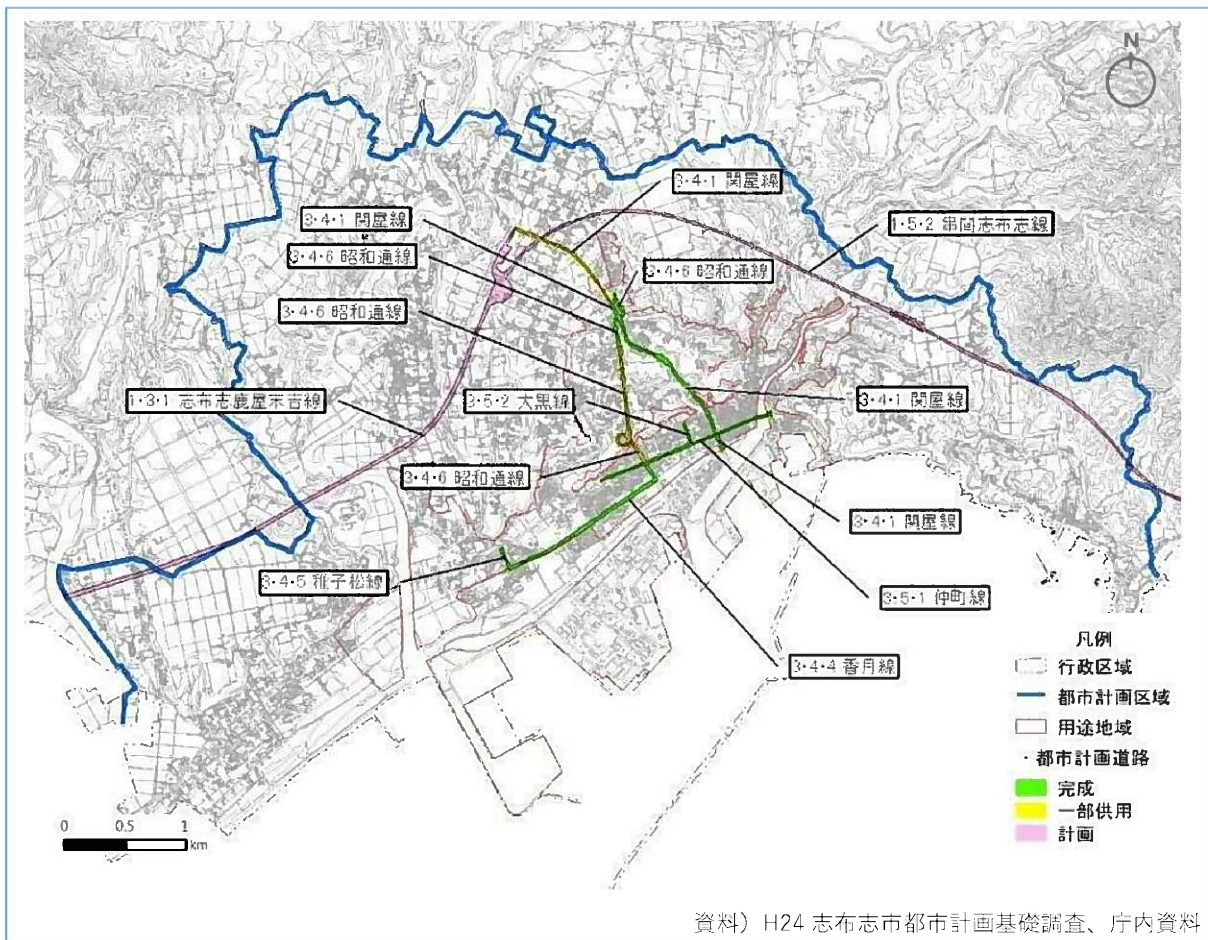 N
3・4・1 関屋線
3・4・1 関屋線
1・5・2 串間志布志線
3・4・6 昭和通線
3・4・6 昭和通線
3・4・6 昭和通線
1・3・1 志布志鹿屋末吉線
3・5・2 大黒線
3・4・1 関屋線
3・4・6 昭和通線
3・4・1 関屋線
3・4・5 稚子松線
3・5・1 仲町線
3・4・4 香月線
凡例
行政区域
都市計画区域
用途地域
・都市計画道路
完成
一部供用
計画
0 0.5 1
km
資料）H24 志布志市都市計画基礎調査、庁内資料